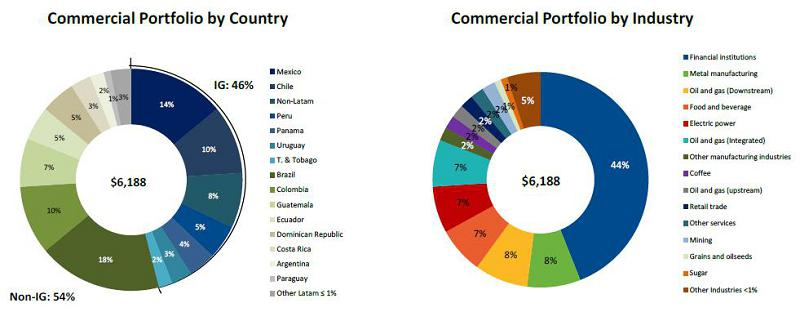 Commercial Portfolio by Country
IG: 46%
14%
10%
8%
5%
4%
3%
2%
18%
10%
7%
5%
5%
3%
2%
1%
3%
$6,188
Non-IG: 54%
Mexico
Chile
Non-Latam
Peru
Panama
Uruguay
T. & Tobago
Brazil
Colombia
Guatemala
Ecuador
Dominican Republic
Costa Rica
Argentina
Paraguay
Other Latam ≤ 1%
Commercial Portfolio by Industry
44%
8%
8%
7%
7%
7%
2%
2%
2%
2%
2%
2%
1%
1%
5%
$6,188
Financial institutions
Metal manufacturing
Oil and gas (Downstream)
Food and beverage
Electric power
Oil and gas (Integrated)
Other manufacturing industries
Coffee
Oil and gas (upstream)
Retail trade
Other services
Mining
Grains and oilseeds
Sugar
Other Industries <1%